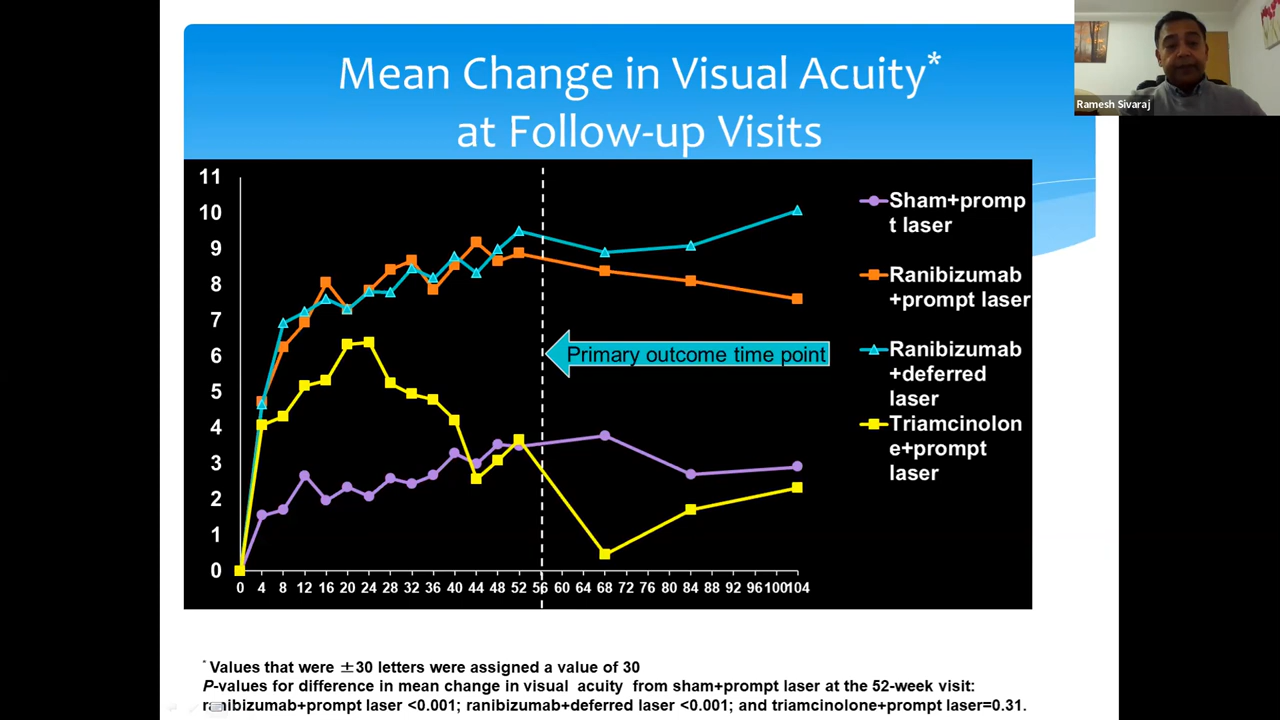 Mean Change in Visual Acuity*
at Follow-up Visits
Ramesh Sivaraj
11
10
9
8
7
6
5
4
3
2
1
0
0 4 8 12 16 20 24 28 32 36 40 44 48 52 56 60 64 68 72 76 80 84 88 92 96 100 104
Primary outcome time point
Sham+promp
t laser
Ranibizumab
+prompt laser
Ranibizumab
+deferred
laser
Triamcinolon
e+prompt
laser
* Values that were ±30 letters were assigned a value of 30
P-values for difference in mean change in visual acuity from sham+prompt laser at the 52-week visit:
ranibizumab+prompt laser <0.001; ranibizumab+deferred laser <0.001; and triamcinolone+prompt laser=0.31.